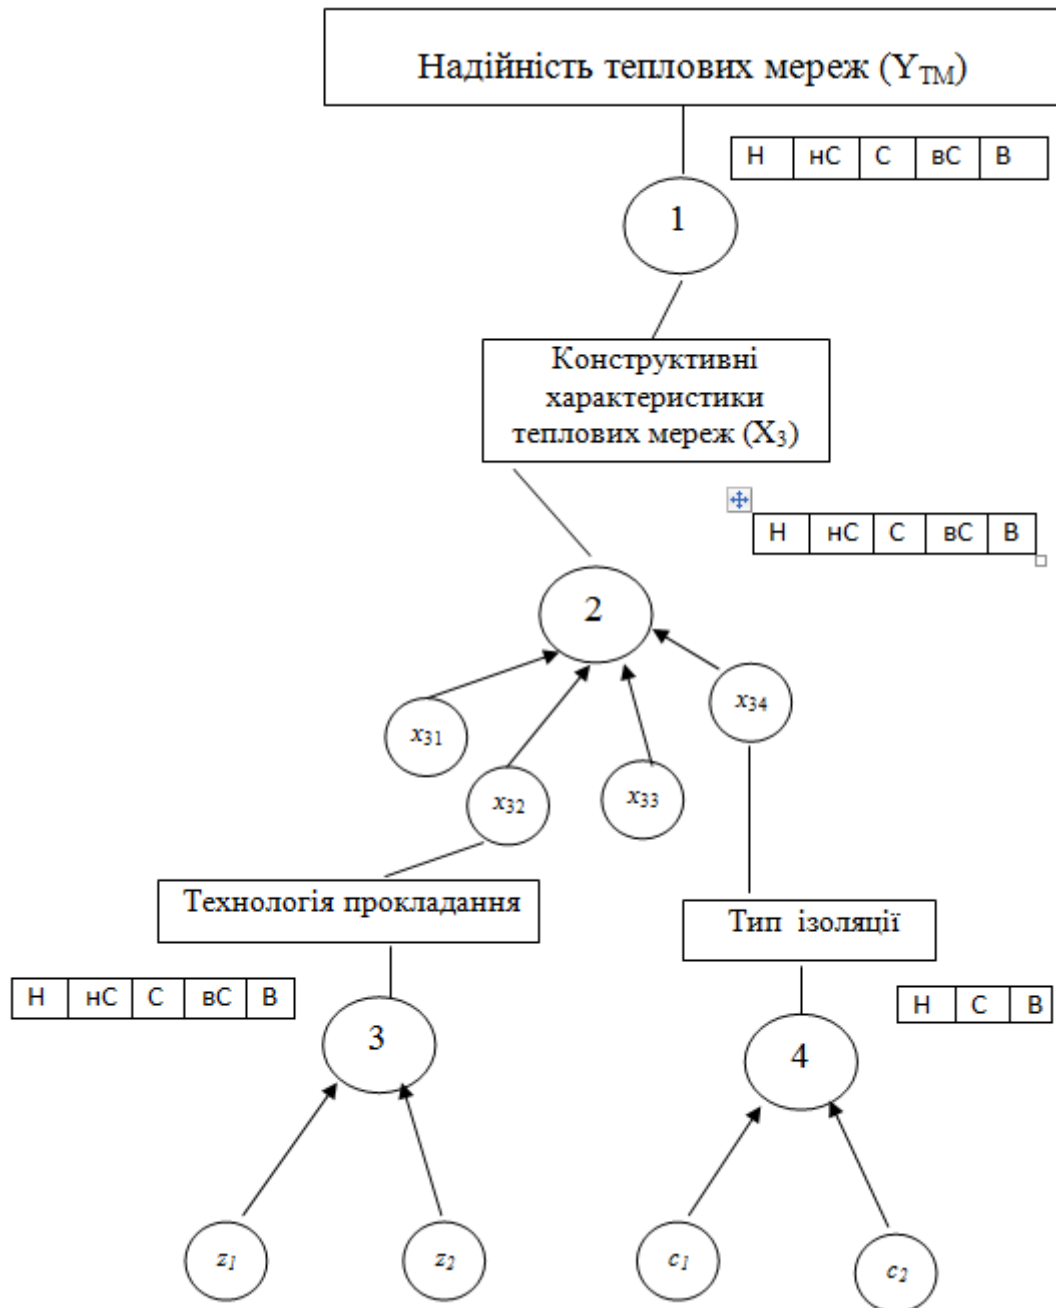 Надійність теплових мереж (YТМ)
Н нС С вС В
1
Конструктивні
характеристики
теплових мереж (X3)
Н нС С вС В
2
x31
x32
x33
x34
Технологія прокладання
Тип ізоляції
Н нС С вС В
Н С В
3
4
z1
z2
c1
c2